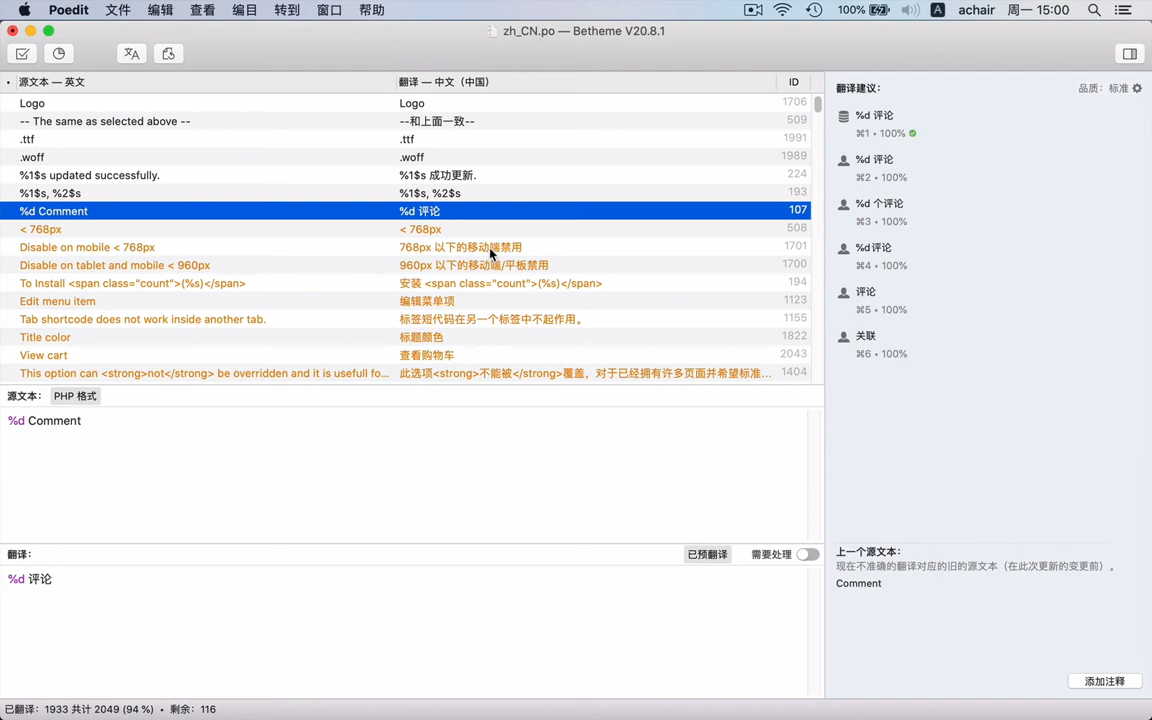 Poedit 文件 编辑 查看 编目 转到 窗口 帮助 100% A achair 周一 15:00
zh_CN.po — Betheme V20.8.1
源文本 — 英文 翻译 — 中文（中国） ID
Logo Logo 1706
-- The same as selected above -- --和上面一致-- 509
.ttf .ttf 1991
.woff .woff 1989
%1$s updated successfully. %1$s 成功更新. 224
%1$s, %2$s %1$s, %2$s 193
%d Comment %d 评论 107
< 768px < 768px 508
Disable on mobile < 768px 768px 以下的移动端禁用 1701
Disable on tablet and mobile < 960px 960px 以下的移动端/平板禁用 1700
To Install <span class="count">(%s)</span> 安装 <span class="count">(%s)</span> 194
Edit menu item 编辑菜单项 1123
Tab shortcode does not work inside another tab. 标签短代码在另一个标签中不起作用。 1155
Title color 标题颜色 1822
View cart 查看购物车 2043
This option can <strong>not</strong> be overridden and it is usefull fo... 此选项<strong>不能被</strong>覆盖，对于已经拥有许多页面并希望标准... 1404
源文本： PHP 格式
%d Comment
翻译： 已预翻译 需要处理
%d 评论
翻译建议： 品质：标准
%d 评论
⌘1 • 100%
%d 评论
⌘2 • 100%
%d 个评论
⌘3 • 100%
%d评论
⌘4 • 100%
评论
⌘5 • 100%
关联
⌘6 • 100%
上一个源文本：
现在不准确的翻译对应的旧的源文本（在此次更新的变更前）。
Comment
添加注释
已翻译：1933 共计 2049 (94 %) • 剩余：116